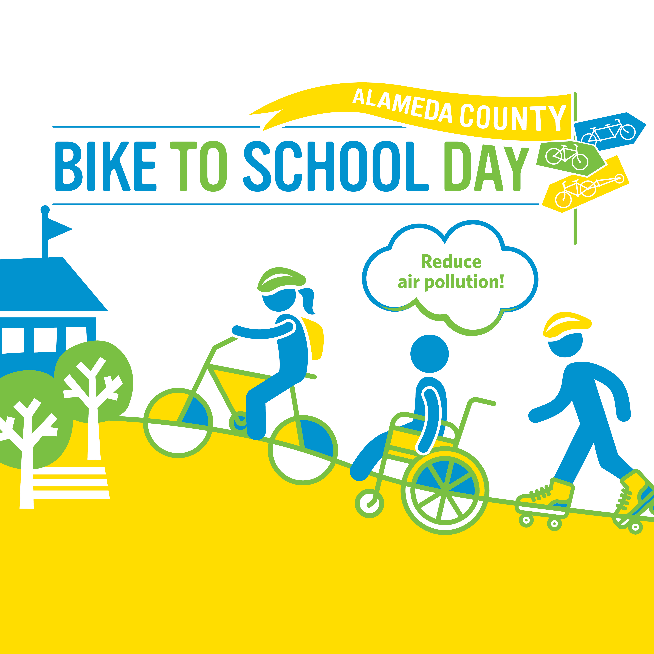 ALAMEDA COUNTY
BIKE TO SCHOOL DAY
Reduce
air pollution!